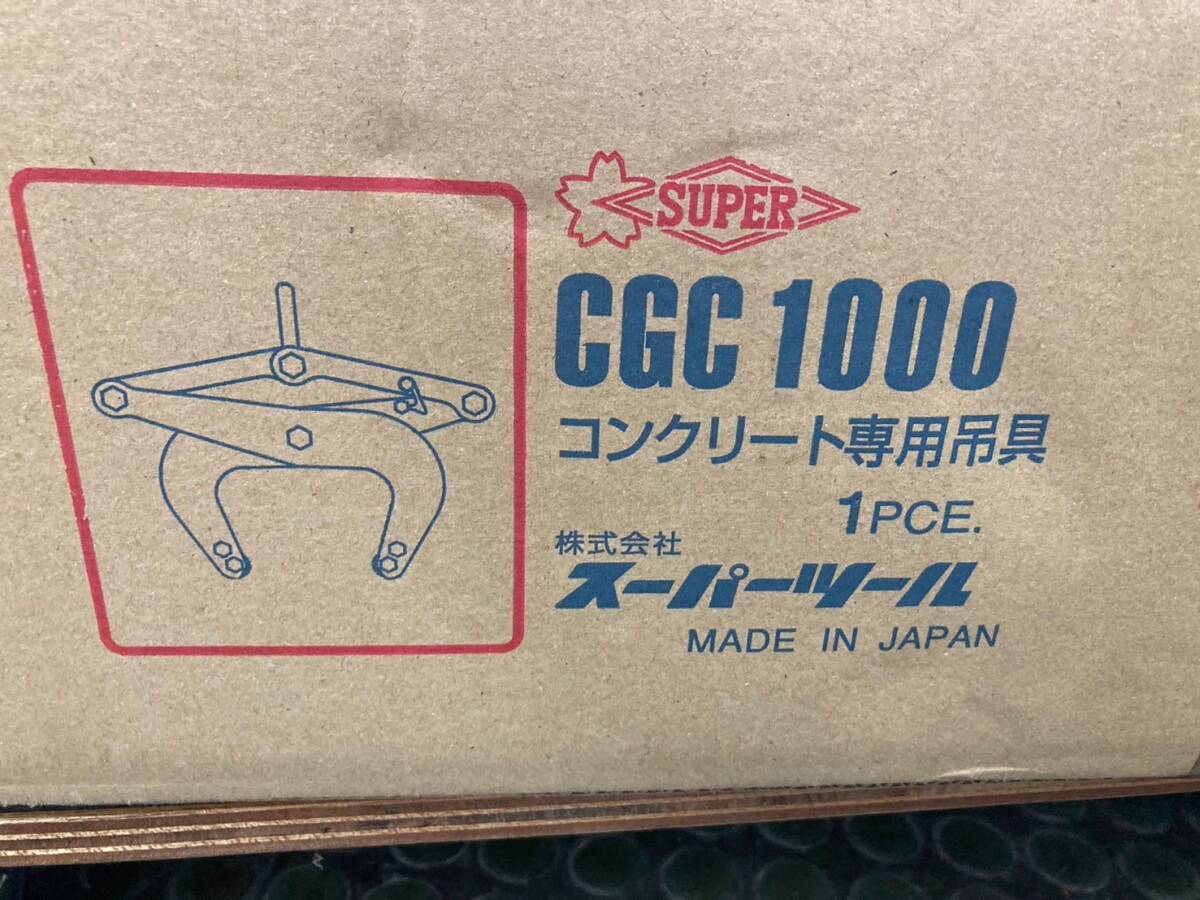 SUPER
CGC 1000
コンクリート専用吊具
1PCE.
株式会社
スーパーツール
MADE IN JAPAN